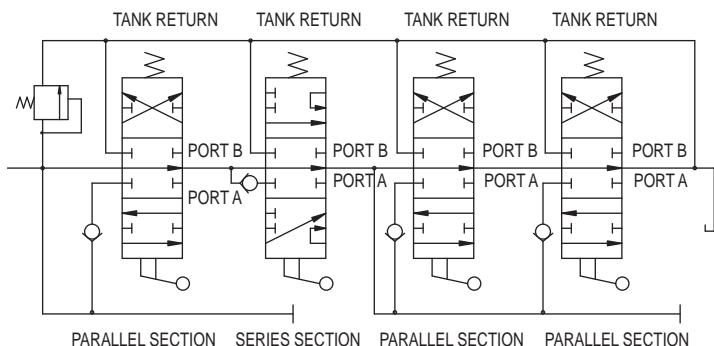 TANK RETURN TANK RETURN TANK RETURN TANK RETURN
PORT B PORT B PORT B PORT B
PORT A PORT A PORT A PORT A
PARALLEL SECTION SERIES SECTION PARALLEL SECTION PARALLEL SECTION